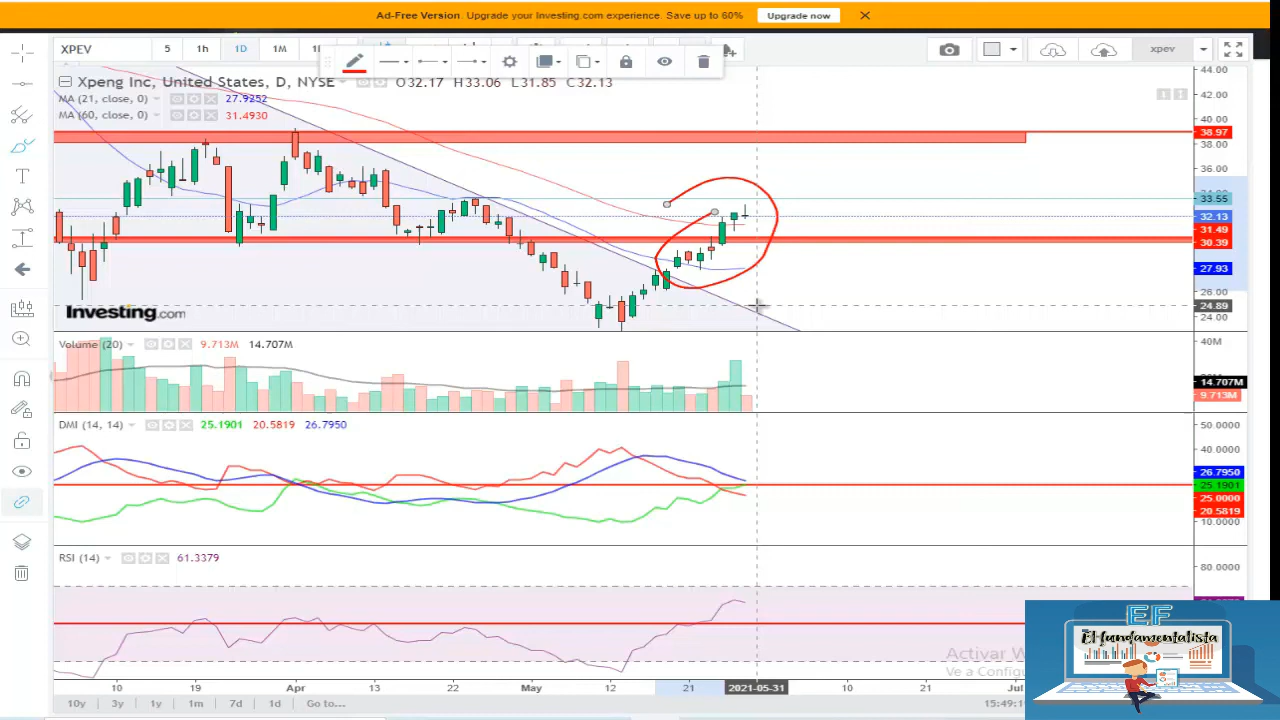 Ad-Free Version. Upgrade your Investing.com experience. Save up to 60% Upgrade now
XPEV 5 1h 1D 1M xpev
Xpeng Inc, United States, D, NYSE O32.17 H33.06 L31.85 C32.13
MA (21, close, 0) 27.9252
MA (60, close, 0) 31.4930
44.00
42.00
40.00
38.97
38.00
36.00
33.55
32.13
31.49
30.39
27.93
26.00
24.89
24.00
Investing.com
Volume (20) 9.713M 14.707M
40M
14.707M
9.713M
DMI (14, 14) 25.1901 20.5819 26.7950
50.0000
40.0000
26.7950
25.1901
25.0000
20.5819
10.0000
RSI (14) 61.3379
80.0000
EF
El fundamentalista
Activar W
Ve a Config
10 19 Apr 13 22 May 12 21 2021-05-31 10 21 Jul
10y 3y 1y 1m 7d 1d Go to... 15:49:1